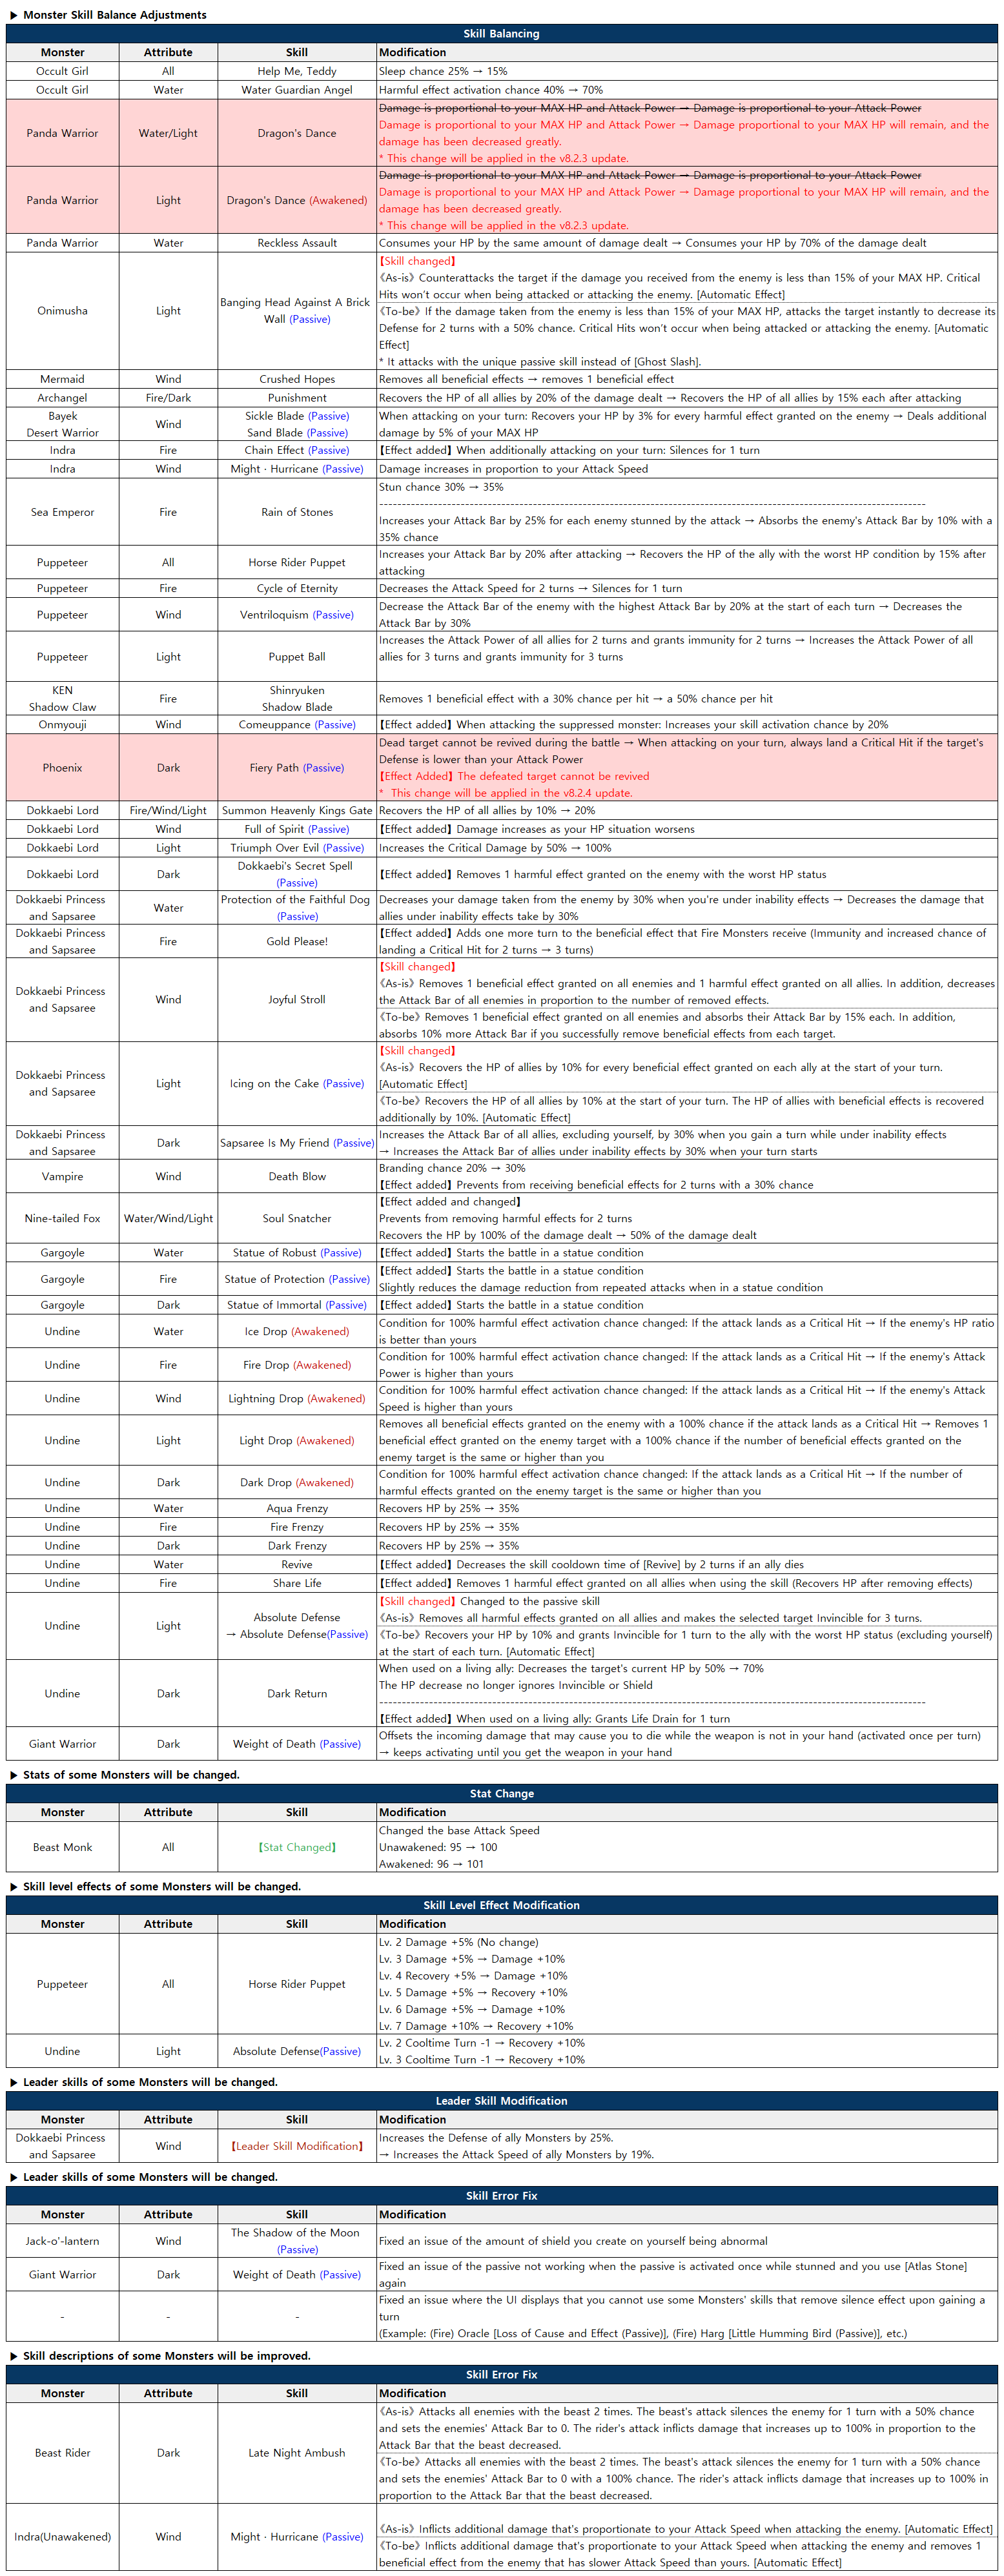 ▶ Monster Skill Balance Adjustments
Skill Balancing
Monster Attribute Skill Modification
Occult Girl All Help Me, Teddy Sleep chance 25% → 15%
Occult Girl Water Water Guardian Angel Harmful effect activation chance 40% → 70%
Panda Warrior Water/Light Dragon's Dance
Damage is proportional to your MAX HP and Attack Power → Damage is proportional to your Attack Power
Damage is proportional to your MAX HP and Attack Power → Damage proportional to your MAX HP will remain, and the
damage has been decreased greatly.
* This change will be applied in the v8.2.3 update.
Panda Warrior Light Dragon's Dance (Awakened)
Damage is proportional to your MAX HP and Attack Power → Damage is proportional to your Attack Power
Damage is proportional to your MAX HP and Attack Power → Damage proportional to your MAX HP will remain, and the
damage has been decreased greatly.
* This change will be applied in the v8.2.3 update.
Panda Warrior Water Reckless Assault Consumes your HP by the same amount of damage dealt → Consumes your HP by 70% of the damage dealt
Onimusha Light Banging Head Against A Brick
Wall (Passive)
【Skill changed】
《As-is》 Counterattacks the target if the damage you received from the enemy is less than 15% of your MAX HP. Critical
Hits won't occur when being attacked or attacking the enemy. [Automatic Effect]
《To-be》 If the damage taken from the enemy is less than 15% of your MAX HP, attacks the target instantly to decrease its
Defense for 2 turns with a 50% chance. Critical Hits won't occur when being attacked or attacking the enemy. [Automatic
Effect]
* It attacks with the unique passive skill instead of [Ghost Slash].
Mermaid Wind Crushed Hopes Removes all beneficial effects → removes 1 beneficial effect
Archangel Fire/Dark Punishment Recovers the HP of all allies by 20% of the damage dealt → Recovers the HP of all allies by 15% each after attacking
Bayek
Desert Warrior
Wind
Sickle Blade (Passive)
Sand Blade (Passive)
When attacking on your turn: Recovers your HP by 3% for every harmful effect granted on the enemy → Deals additional
damage by 5% of your MAX HP
Indra Fire Chain Effect (Passive) 【Effect added】 When additionally attacking on your turn: Silences for 1 turn
Indra Wind Might · Hurricane (Passive) Damage increases in proportion to your Attack Speed
Sea Emperor Fire Rain of Stones
Stun chance 30% → 35%
--------------------------------------------------------------------------------
Increases your Attack Bar by 25% for each enemy stunned by the attack → Absorbs the enemy's Attack Bar by 10% with a
35% chance
Puppeteer All Horse Rider Puppet
Increases your Attack Bar by 20% after attacking → Recovers the HP of the ally with the worst HP condition by 15% after
attacking
Puppeteer Fire Cycle of Eternity Decreases the Attack Speed for 2 turns → Silences for 1 turn
Puppeteer Wind Ventriloquism (Passive)
Decrease the Attack Bar of the enemy with the highest Attack Bar by 20% at the start of each turn → Decreases the
Attack Bar by 30%
Puppeteer Light Puppet Ball
Increases the Attack Power of all allies for 2 turns and grants immunity for 2 turns → Increases the Attack Power of all
allies for 3 turns and grants immunity for 3 turns
KEN
Shadow Claw
Fire
Shinryuken
Shadow Blade
Removes 1 beneficial effect with a 30% chance per hit → a 50% chance per hit
Onmyouji Wind Comeuppance (Passive) 【Effect added】 When attacking the suppressed monster: Increases your skill activation chance by 20%
Phoenix Dark Fiery Path (Passive)
Dead target cannot be revived during the battle → When attacking on your turn, always land a Critical Hit if the target's
Defense is lower than your Attack Power
【Effect Added】 The defeated target cannot be revived
* This change will be applied in the v8.2.4 update.
Dokkaebi Lord Fire/Wind/Light Summon Heavenly Kings Gate Recovers the HP of all allies by 10% → 20%
Dokkaebi Lord Wind Full of Spirit (Passive) 【Effect added】 Damage increases as your HP situation worsens
Dokkaebi Lord Light Triumph Over Evil (Passive) Increases the Critical Damage by 50% → 100%
Dokkaebi Lord Dark Dokkaebi's Secret Spell
(Passive)
【Effect added】 Removes 1 harmful effect granted on the enemy with the worst HP status
Dokkaebi Princess
and Sapsaree
Water
Protection of the Faithful Dog
(Passive)
Decreases your damage taken from the enemy by 30% when you're under inability effects → Decreases the damage that
allies under inability effects take by 30%
Dokkaebi Princess
and Sapsaree
Fire Gold Please!
【Effect added】 Adds one more turn to the beneficial effect that Fire Monsters receive (Immunity and increased chance of
landing a Critical Hit for 2 turns → 3 turns)
Dokkaebi Princess
and Sapsaree
Wind Joyful Stroll
【Skill changed】
《As-is》 Removes 1 beneficial effect granted on all enemies and 1 harmful effect granted on all allies. In addition, decreases
the Attack Bar of all enemies in proportion to the number of removed effects.
《To-be》 Removes 1 beneficial effect granted on all enemies and absorbs their Attack Bar by 15% each. In addition,
absorbs 10% more Attack Bar if you successfully remove beneficial effects from each target.
Dokkaebi Princess
and Sapsaree
Light Icing on the Cake (Passive)
【Skill changed】
《As-is》 Recovers the HP of allies by 10% for every beneficial effect granted on each ally at the start of your turn.
[Automatic Effect]
《To-be》 Recovers the HP of all allies by 10% at the start of your turn. The HP of allies with beneficial effects is recovered
additionally by 10%. [Automatic Effect]
Dokkaebi Princess
and Sapsaree
Dark Sapsaree Is My Friend (Passive)
Increases the Attack Bar of all allies, excluding yourself, by 30% when you gain a turn while under inability effects
→ Increases the Attack Bar of allies under inability effects by 30% when your turn starts
Vampire Wind Death Blow
Branding chance 20% → 30%
【Effect added】 Prevents from receiving beneficial effects for 2 turns with a 30% chance
Nine-tailed Fox Water/Wind/Light Soul Snatcher
【Effect added and changed】
Prevents from removing harmful effects for 2 turns
Recovers the HP by 100% of the damage dealt → 50% of the damage dealt
Gargoyle Water Statue of Robust (Passive) 【Effect added】 Starts the battle in a statue condition
Gargoyle Fire Statue of Protection (Passive)
【Effect added】 Starts the battle in a statue condition
Slightly reduces the damage reduction from repeated attacks when in a statue condition
Gargoyle Dark Statue of Immortal (Passive) 【Effect added】 Starts the battle in a statue condition
Undine Water Ice Drop (Awakened)
Condition for 100% harmful effect activation chance changed: If the attack lands as a Critical Hit → If the enemy's HP ratio
is better than yours
Undine Fire Fire Drop (Awakened)
Condition for 100% harmful effect activation chance changed: If the attack lands as a Critical Hit → If the enemy's Attack
Power is higher than yours
Undine Wind Lightning Drop (Awakened)
Condition for 100% harmful effect activation chance changed: If the attack lands as a Critical Hit → If the enemy's Attack
Speed is higher than yours
Undine Light Light Drop (Awakened)
Removes all beneficial effects granted on the enemy with a 100% chance if the attack lands as a Critical Hit → Removes 1
beneficial effect granted on the enemy target with a 100% chance if the number of beneficial effects granted on the
enemy target is the same or higher than you
Undine Dark Dark Drop (Awakened)
Condition for 100% harmful effect activation chance changed: If the attack lands as a Critical Hit → If the number of
harmful effects granted on the enemy target is the same or higher than you
Undine Water Aqua Frenzy Recovers HP by 25% → 35%
Undine Fire Fire Frenzy Recovers HP by 25% → 35%
Undine Dark Dark Frenzy Recovers HP by 25% → 35%
Undine Water Revive 【Effect added】 Decreases the skill cooldown time of [Revive] by 2 turns if an ally dies
Undine Fire Share Life 【Effect added】 Removes 1 harmful effect granted on all allies when using the skill (Recovers HP after removing effects)
Undine Light Absolute Defense
→ Absolute Defense(Passive)
【Skill changed】 Changed to the passive skill
《As-is》 Removes all harmful effects granted on all allies and makes the selected target Invincible for 3 turns.
《To-be》 Recovers your HP by 10% and grants Invincible for 1 turn to the ally with the worst HP status (excluding yourself)
at the start of each turn. [Automatic Effect]
Undine Dark Dark Return
When used on a living ally: Decreases the target's current HP by 50% → 70%
The HP decrease no longer ignores Invincible or Shield
--------------------------------------------------------------------------------
【Effect added】 When used on a living ally: Grants Life Drain for 1 turn
Giant Warrior Dark Weight of Death (Passive)
Offsets the incoming damage that may cause you to die while the weapon is not in your hand (activated once per turn)
→ keeps activating until you get the weapon in your hand
▶ Stats of some Monsters will be changed.
Stat Change
Monster Attribute Skill Modification
Beast Monk All 【Stat Changed】
Changed the base Attack Speed
Unawakened: 95 → 100
Awakened: 96 → 101
▶ Skill level effects of some Monsters will be changed.
Skill Level Effect Modification
Monster Attribute Skill Modification
Puppeteer All Horse Rider Puppet
Lv. 2 Damage +5% (No change)
Lv. 3 Damage +5% → Damage +10%
Lv. 4 Recovery +5% → Damage +10%
Lv. 5 Damage +5% → Recovery +10%
Lv. 6 Damage +5% → Damage +10%
Lv. 7 Damage +10% → Recovery +10%
Undine Light Absolute Defense(Passive)
Lv. 2 Cooltime Turn -1 → Recovery +10%
Lv. 3 Cooltime Turn -1 → Recovery +10%
▶ Leader skills of some Monsters will be changed.
Leader Skill Modification
Monster Attribute Skill Modification
Dokkaebi Princess
and Sapsaree
Wind 【Leader Skill Modification】
Increases the Defense of ally Monsters by 25%.
→ Increases the Attack Speed of ally Monsters by 19%.
▶ Leader skills of some Monsters will be changed.
Skill Error Fix
Monster Attribute Skill Modification
Jack-o'-lantern Wind The Shadow of the Moon
(Passive)
Fixed an issue of the amount of shield you create on yourself being abnormal
Giant Warrior Dark Weight of Death (Passive)
Fixed an issue of the passive not working when the passive is activated once while stunned and you use [Atlas Stone]
again
- - -
Fixed an issue where the UI displays that you cannot use some Monsters' skills that remove silence effect upon gaining a
turn
(Example: (Fire) Oracle [Loss of Cause and Effect (Passive)], (Fire) Harg [Little Humming Bird (Passive)], etc.)
▶ Skill descriptions of some Monsters will be improved.
Skill Error Fix
Monster Attribute Skill Modification
Beast Rider Dark Late Night Ambush
《As-is》 Attacks all enemies with the beast 2 times. The beast's attack silences the enemy for 1 turn with a 50% chance
and sets the enemies' Attack Bar to 0. The rider's attack inflicts damage that increases up to 100% in proportion to the
Attack Bar that the beast decreased.
《To-be》 Attacks all enemies with the beast 2 times. The beast's attack silences the enemy for 1 turn with a 50% chance
and sets the enemies' Attack Bar to 0 with a 100% chance. The rider's attack inflicts damage that increases up to 100% in
proportion to the Attack Bar that the beast decreased.
Indra(Unawakened) Wind Might · Hurricane (Passive)
《As-is》 Inflicts additional damage that's proportionate to your Attack Speed when attacking the enemy. [Automatic Effect]
《To-be》 Inflicts additional damage that's proportionate to your Attack Speed when attacking the enemy and removes 1
beneficial effect from the enemy that has slower Attack Speed than yours. [Automatic Effect]